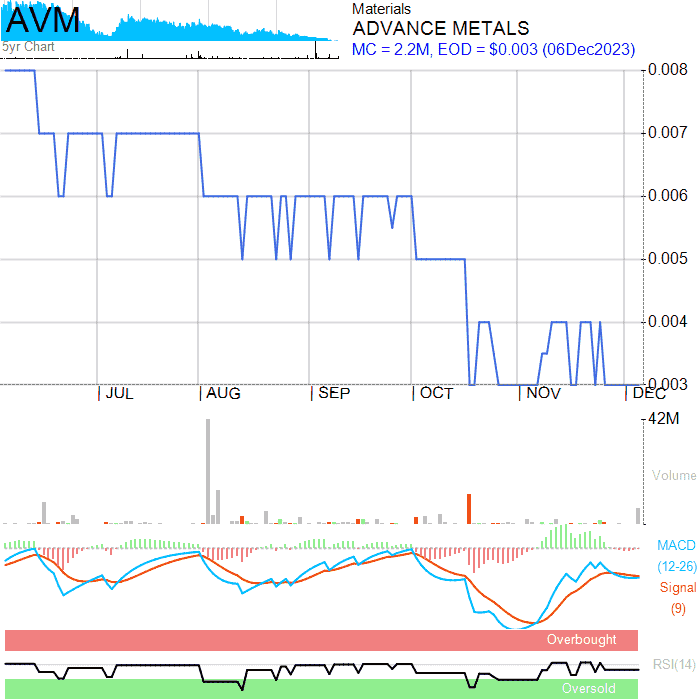 AVM
5yr Chart
Materials
ADVANCE METALS
MC = 2.2M, EOD = $0.003 (06Dec2023)
0.008
0.007
0.006
0.005
0.004
0.003
JUL
AUG
SEP
OCT
NOV
DEC
42M
Volume
MACD
(12-26)
Signal
(9)
Overbought
RSI(14)
Oversold